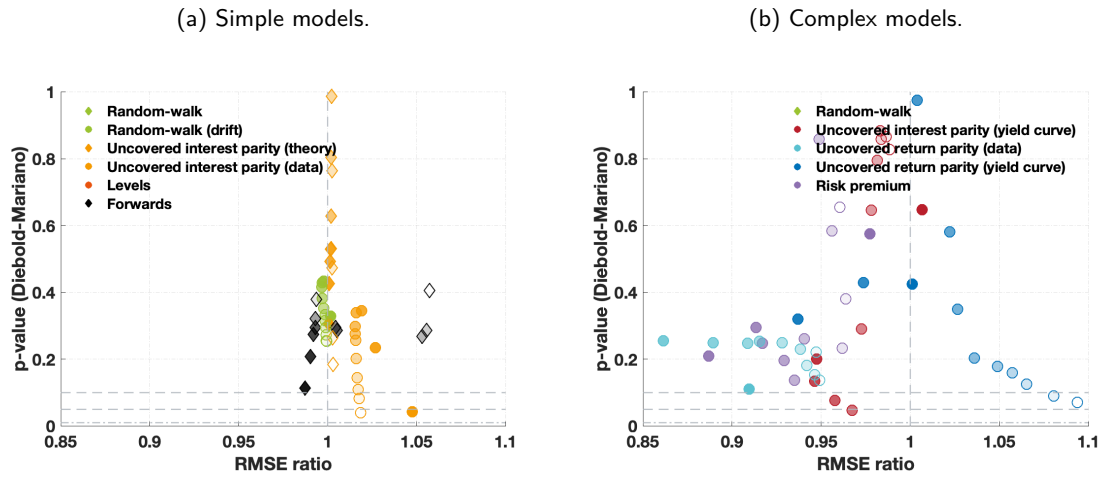 (a) Simple models.
p-value (Diebold-Mariano)
1
0.8
0.6
0.4
0.2
0
Random-walk
Random-walk (drift)
Uncovered interest parity (theory)
Uncovered interest parity (data)
Levels
Forwards
0.85 0.9 0.95 1 1.05 1.1
RMSE ratio
(b) Complex models.
p-value (Diebold-Mariano)
1
0.8
0.6
0.4
0.2
0
Random-walk
Uncovered interest parity (yield curve)
Uncovered return parity (data)
Uncovered return parity (yield curve)
Risk premium
0.85 0.9 0.95 1 1.05 1.1
RMSE ratio